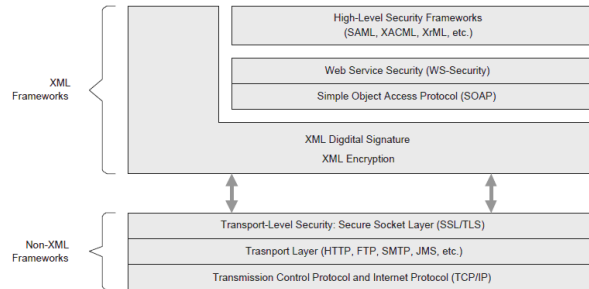 High-Level Security Frameworks
(SAML, XACML, XrML, etc.)
Web Service Security (WS-Security)
XML
Frameworks
Simple Object Access Protocol (SOAP)
XML Digdital Signature
XML Encryption
Transport-Level Security: Secure Socket Layer (SSL/TLS)
Non-XML
Frameworks
Trasnport Layer (HTTP, FTP, SMTP, JMS, etc.)
Transmission Control Protocol and Internet Protocol (TCP/IP)